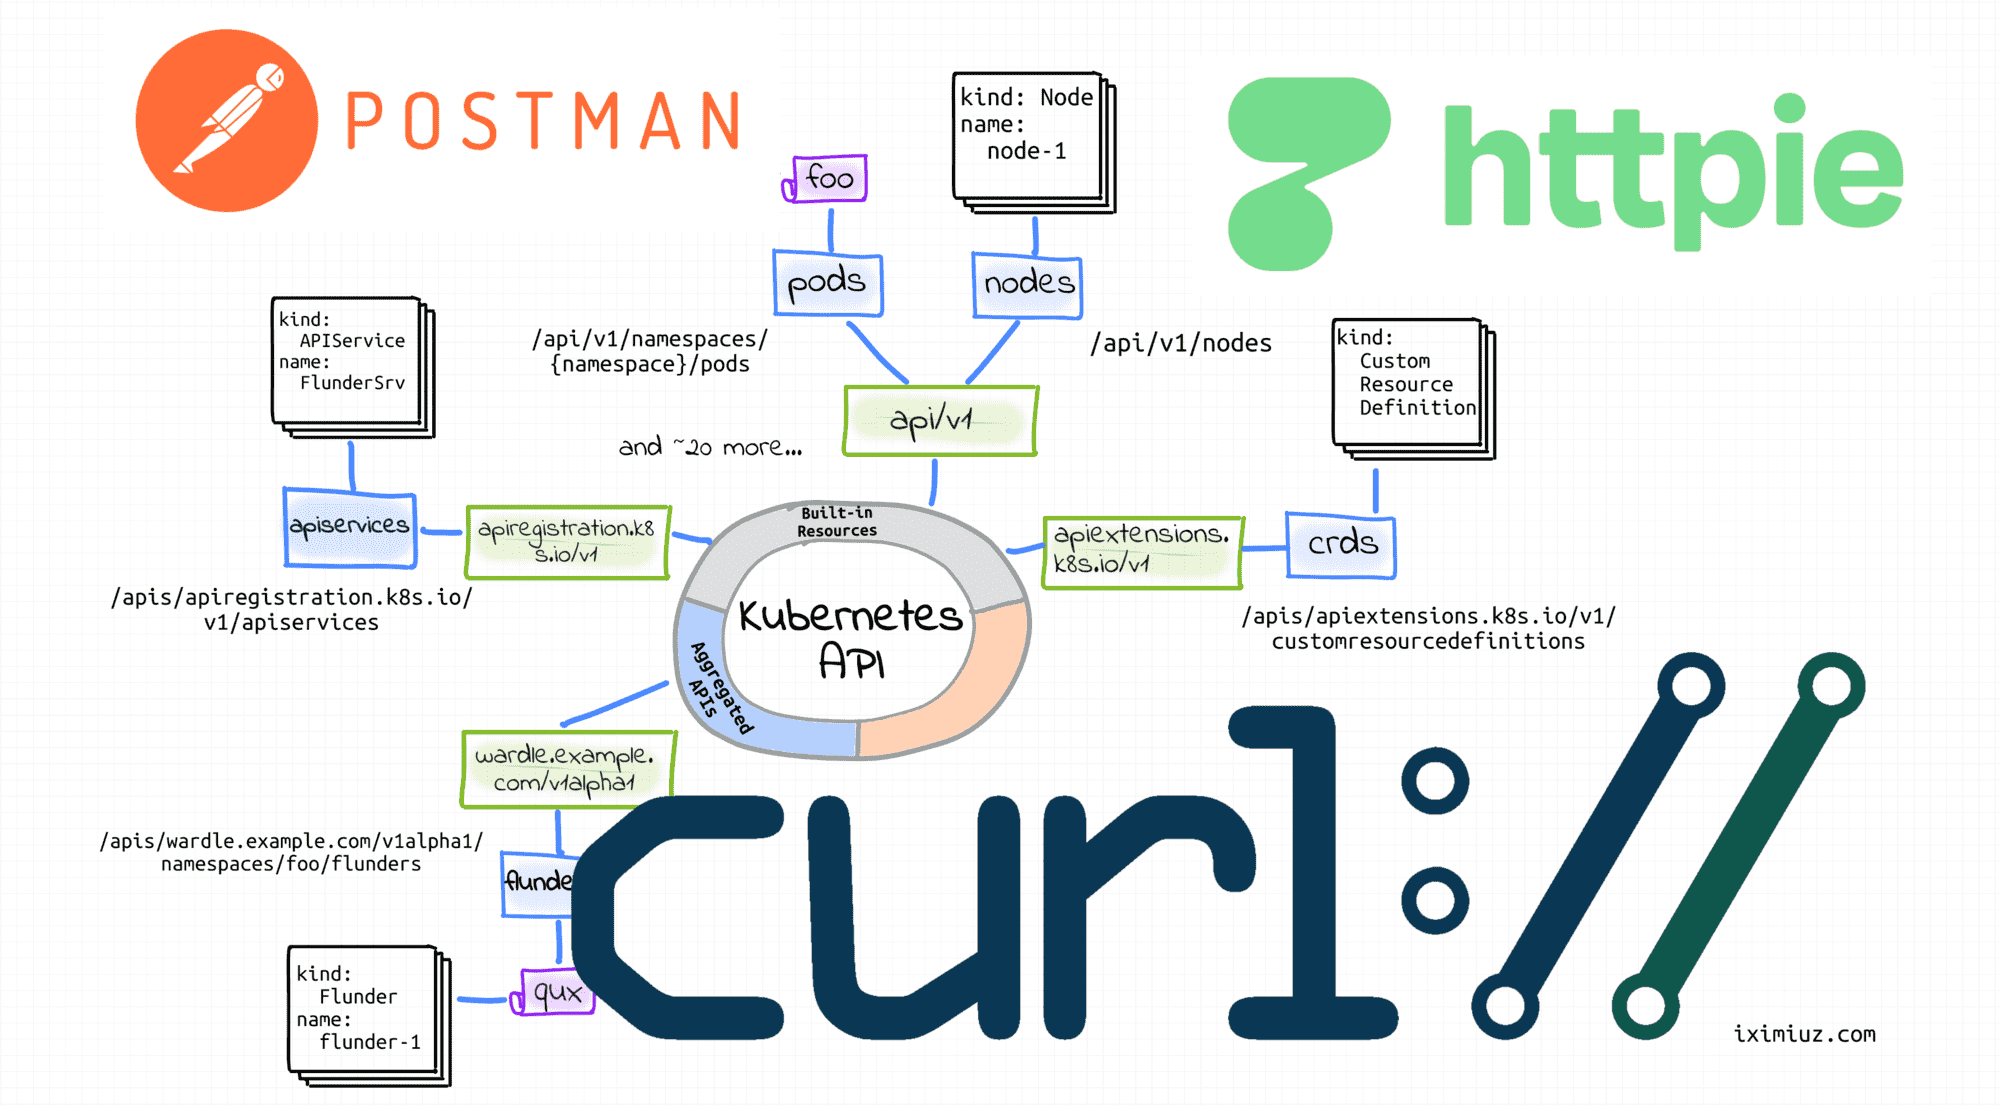 POSTMAN
httpie
kind: Node
name:
node-1
foo
pods
nodes
/api/v1/namespaces/
{namespace}/pods
/api/v1/nodes
api/v1
and ~20 more...
kind:
APIService
name:
FlunderSrv
kind:
Custom
Resource
Definition
apiservices
apiregistration.k8
s.io/v1
Built-in
Resources
apiextensions.
k8s.io/v1
crds
/apis/apiregistration.k8s.io/
v1/apiservices
Kubernetes
API
/apis/apiextensions.k8s.io/v1/
customresourcedefinitions
Aggregated
APIs
wardle.example.
com/v1alpha1
/apis/wardle.example.com/v1alpha1/
namespaces/foo/flunders
flunde
curl://
kind:
Flunder
name:
flunder-1
qux
iximiuz.com